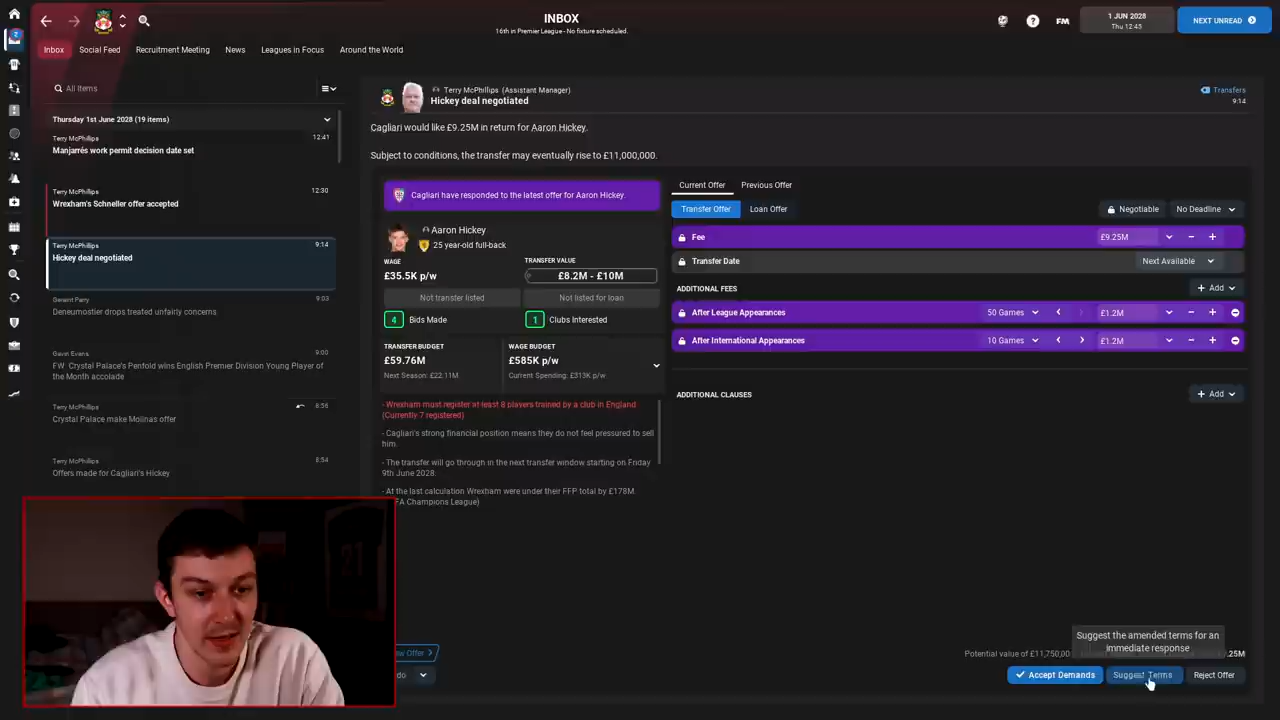 INBOX
16th in Premier League - No fixture scheduled.
1 JUN 2028
Thu 12:45
NEXT UNREAD
FM
2
Inbox
Social Feed
Recruitment Meeting
News
Leagues in Focus
Around the World
All Items
Thursday 1st June 2028 (19 items)
Terry McPhillips
12:41
Manjarrés work permit decision date set
Terry McPhillips
12:30
Wrexham's Schneller offer accepted
Terry McPhillips
9:14
Hickey deal negotiated
Geraint Parry
9:03
Deneumostier drops treated unfairly concerns
Gavin Evans
9:00
FW Crystal Palace's Penfold wins English Premier Division Young Player of
the Month accolade
Terry McPhillips
8:56
Crystal Palace make Molinas offer
Terry McPhillips
8:54
Offers made for Cagliari's Hickey
Terry McPhillips (Assistant Manager)
Hickey deal negotiated
Transfers
9:14
Cagliari would like £9.25M in return for Aaron Hickey.
Subject to conditions, the transfer may eventually rise to £11,000,000.
Cagliari have responded to the latest offer for Aaron Hickey.
Aaron Hickey
25 year-old full-back
WAGE
£35.5K p/w
TRANSFER VALUE
£8.2M - £10M
Not transfer listed
Not listed for loan
4 Bids Made
1 Clubs Interested
TRANSFER BUDGET
£59.76M
Next Season: £22.11M
WAGE BUDGET
£585K p/w
Current Spending: £313K p/w
- Wrexham must register at least 8 players trained by a club in England
(Currently 7 registered)
- Cagliari's strong financial position means they do not feel pressured to sell
him.
- The transfer will go through in the next transfer window starting on Friday
9th June 2028.
- At the last calculation Wrexham were under their FFP total by £178M.
FA Champions League)
Current Offer
Previous Offer
Transfer Offer
Loan Offer
Negotiable
No Deadline
Fee
£9.25M
Transfer Date
Next Available
ADDITIONAL FEES
Add
After League Appearances
50 Games
£1.2M
After International Appearances
10 Games
£1.2M
ADDITIONAL CLAUSES
Add
Suggest the amended terms for an
immediate response
Offer
Potential value of £11,750,00
.25M
do
Accept Demands
Suggest Terms
Reject Offer
21